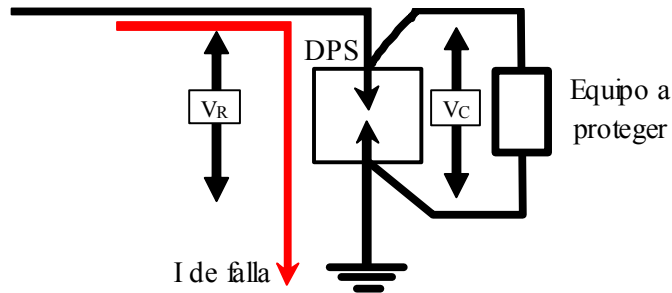 DPS
VR
VC
Equipo a
proteger
I de falla